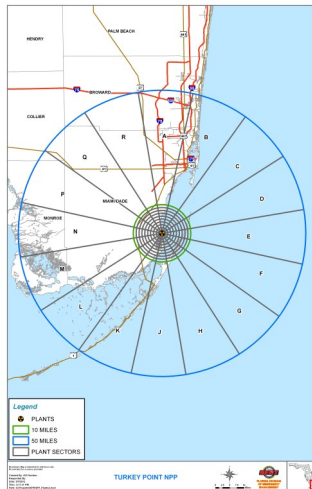 PALM BEACH
HENDRY
BROWARD
COLLIER
A
B
R
Q
C
P
D
MIAMI-DADE
MONROE
N
E
M
F
L
G
K
J
H
Legend
PLANTS
10 MILES
50 MILES
PLANT SECTORS
TURKEY POINT NPP